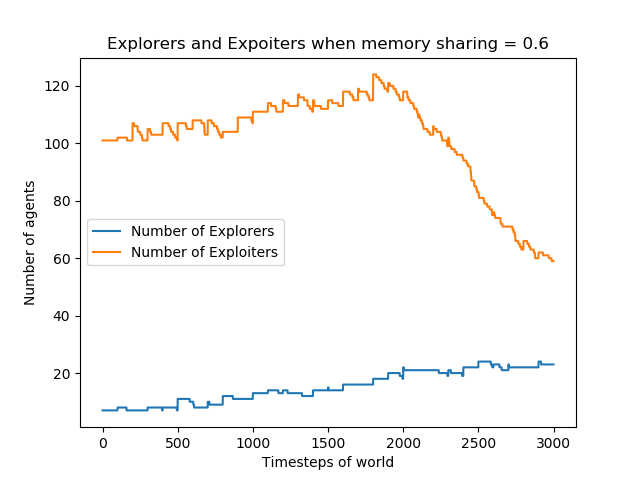 Explorers and Expoiters when memory sharing = 0.6
120
100
80
60
40
20
Number of agents
Number of Explorers
Number of Exploiters
0 500 1000 1500 2000 2500 3000
Timesteps of world